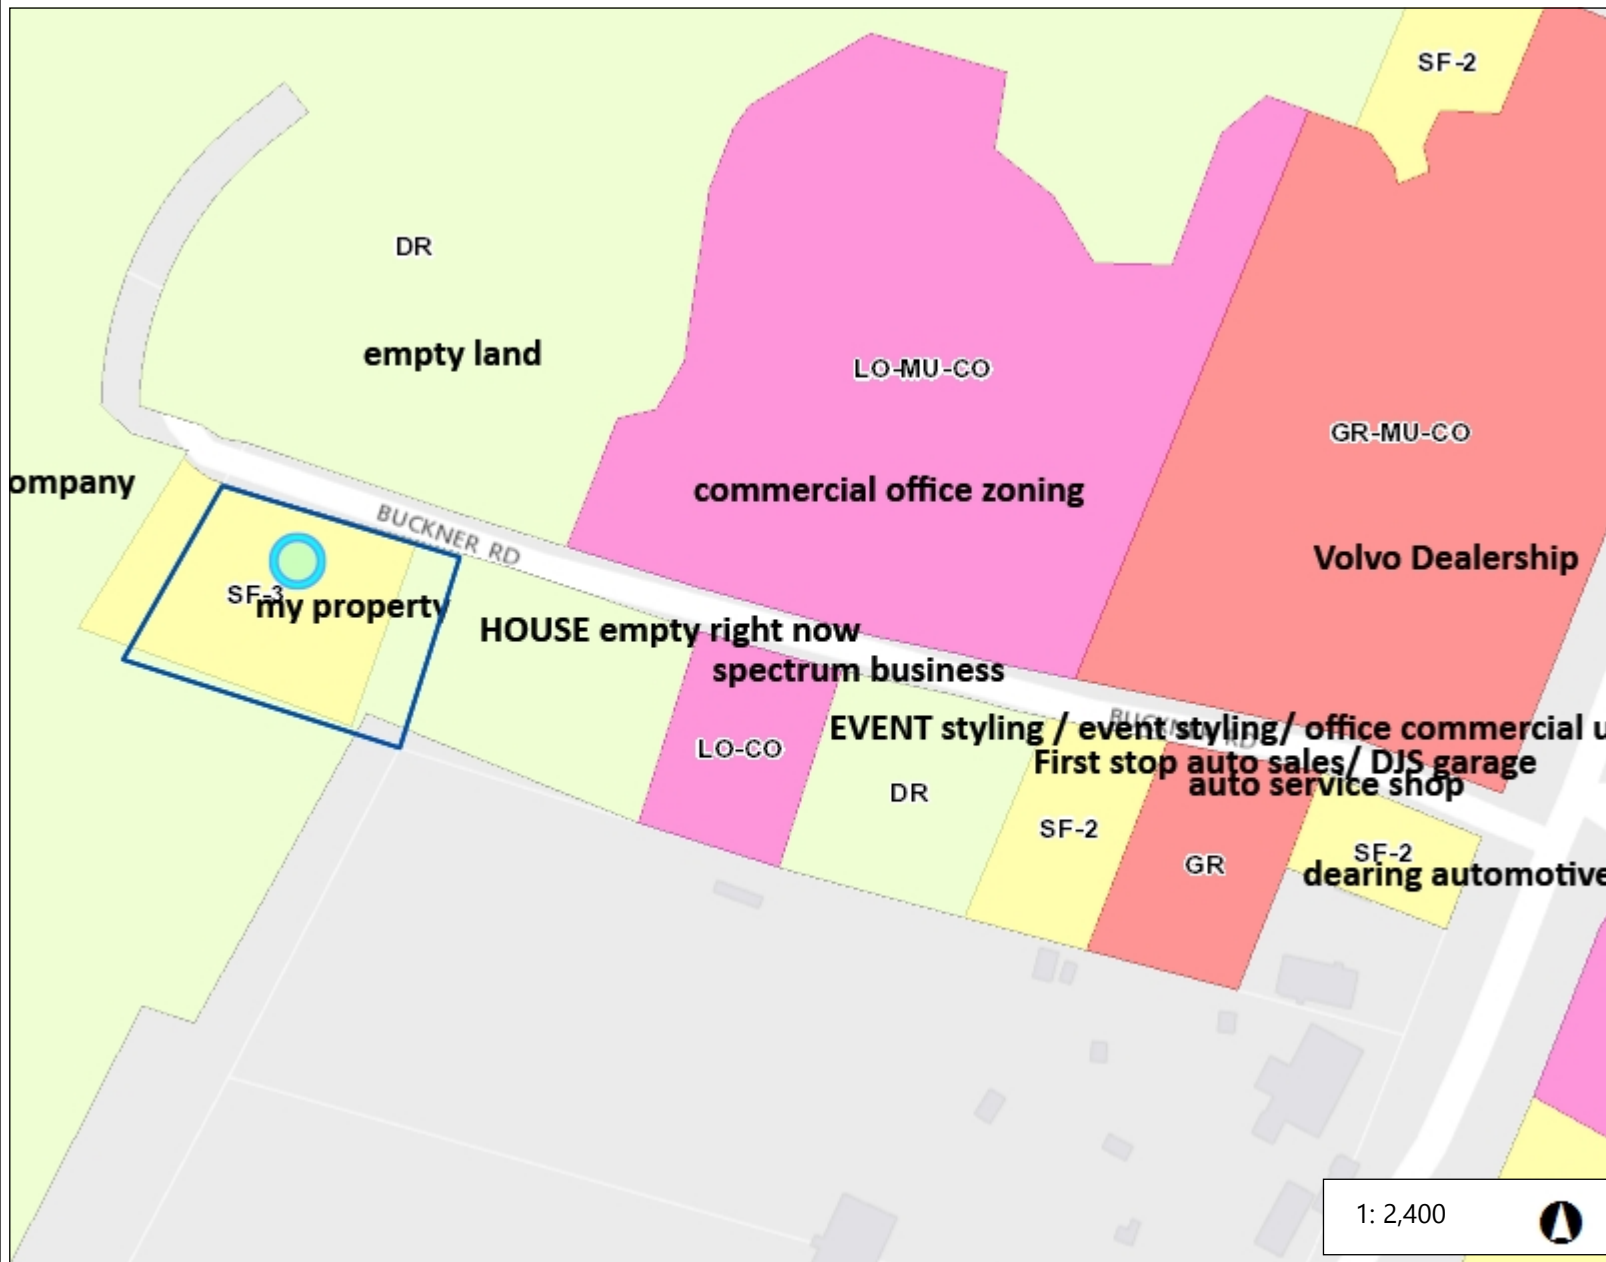 SF-2
DR
empty land
LO-MU-CO
GR-MU-CO
ompany
commercial office zoning
BUCKNER RD
Volvo Dealership
SF-3
my property
HOUSE empty right now
spectrum business
EVENT styling / event styling/ office commercial u
BUCKNER RD
LO-CO
First stop auto sales/ DJS garage
auto service shop
DR
SF-2
GR
SF-2
dearing automotive
1: 2,400